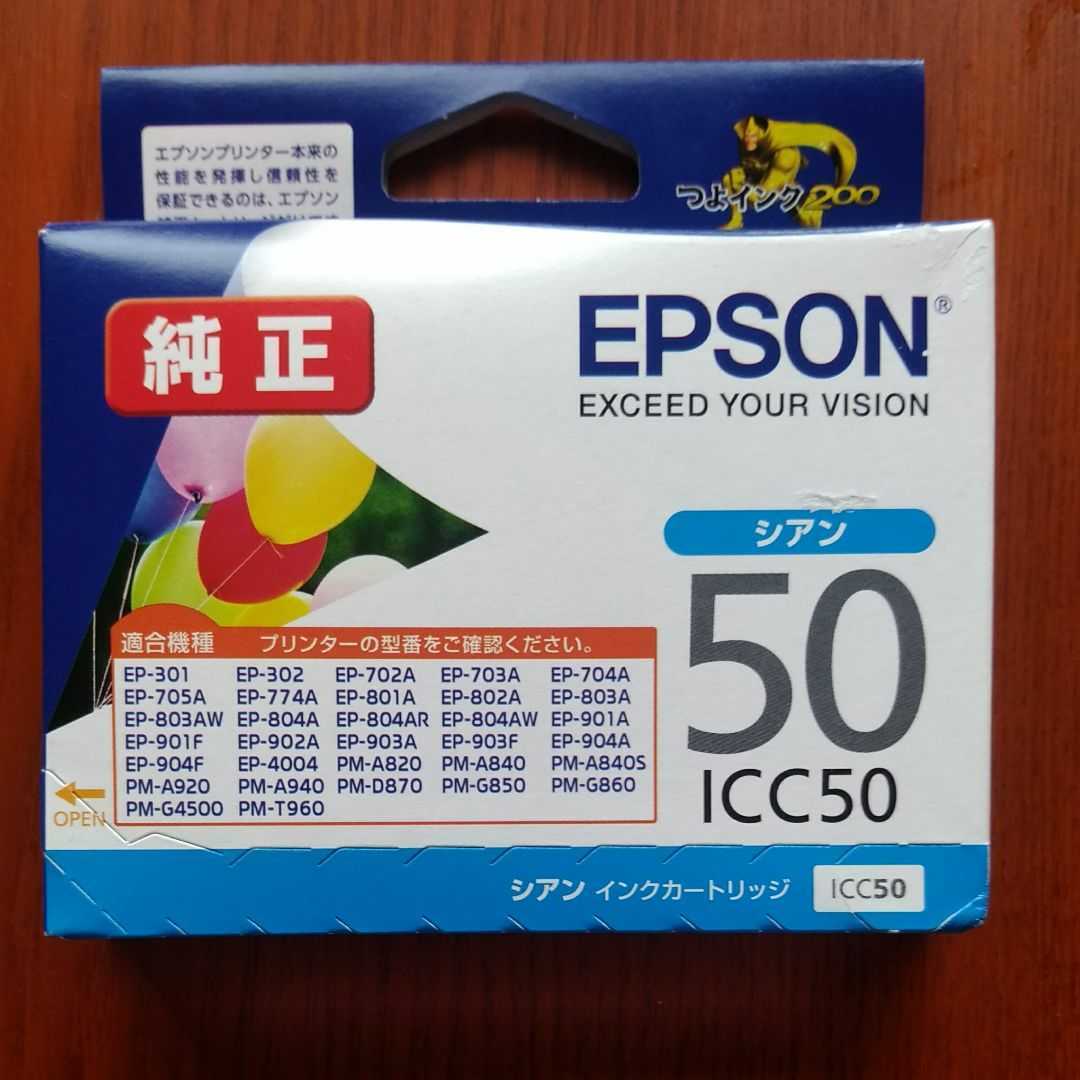 エプソンプリンター本来の
性能を発揮し信頼性を
保証できるのは、エプソン
つよインク200
純正
EPSON®
EXCEED YOUR VISION
シアン
50
ICC50
適合機種 プリンターの型番をご確認ください。
EP-301 EP-302 EP-702A EP-703A EP-704A
EP-705A EP-774A EP-801A EP-802A EP-803A
EP-803AW EP-804A EP-804AR EP-804AW EP-901A
EP-901F EP-902A EP-903A EP-903F EP-904A
EP-904F EP-4004 PM-A820 PM-A840 PM-A840S
PM-A920 PM-A940 PM-D870 PM-G850 PM-G860
PM-G4500 PM-T960
OPEN
シアン インクカートリッジ ICC50